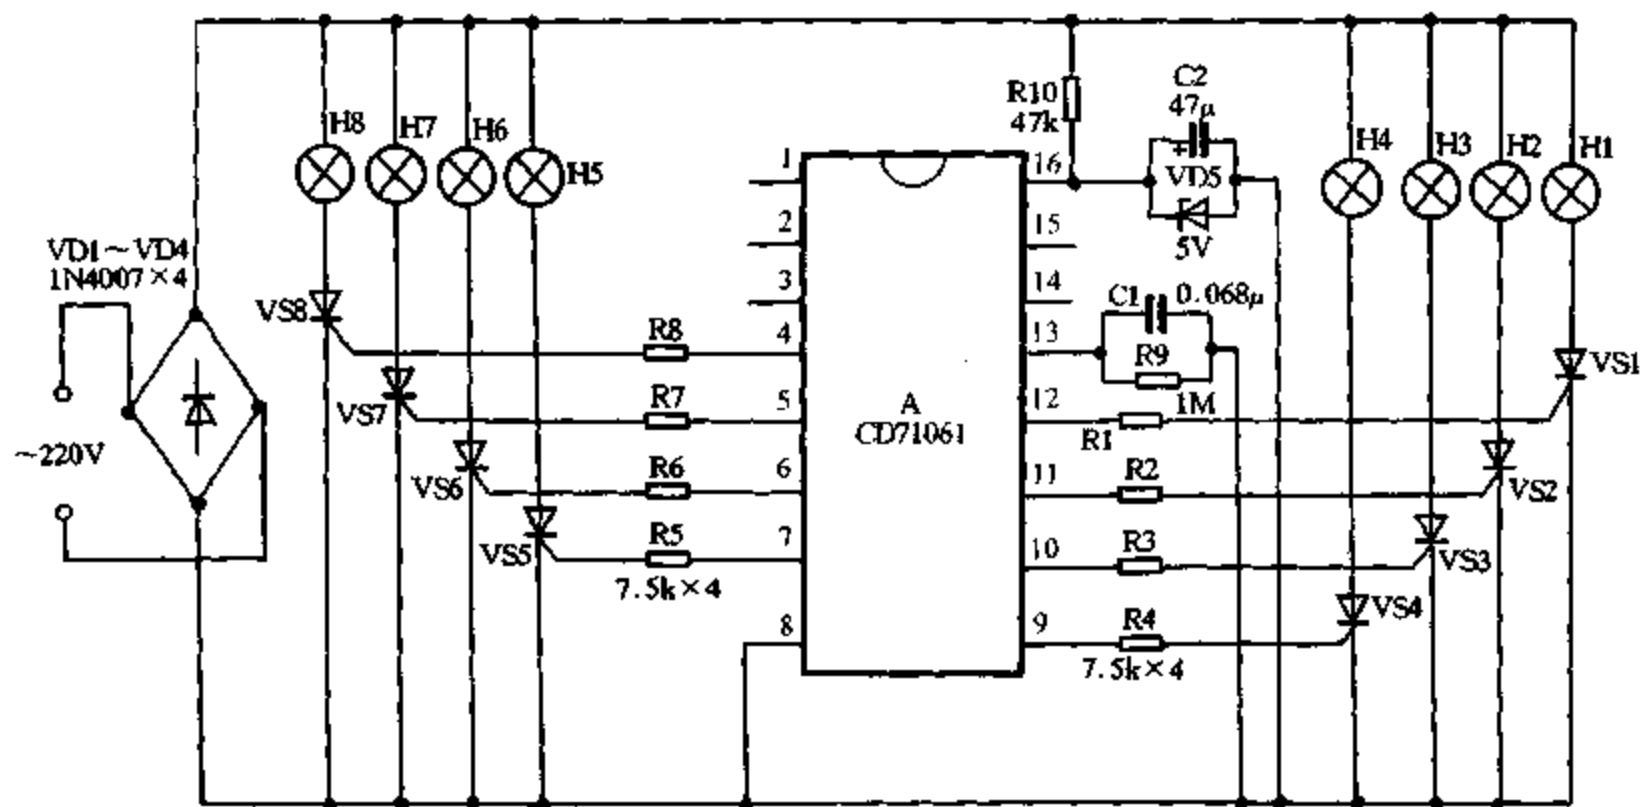 H8
H7
H6
H5
VD1～VD4
1N4007×4
～220V
VS8
VS7
VS6
VS5
R8
R7
R6
R5
7.5k×4
1
2
3
4
5
6
7
8
A
CD71061
16
15
14
13
12
11
10
9
R10
47k
C2
47μ
+
VD5
5V
C1
0.068μ
R9
1M
R1
R2
R3
R4
7.5k×4
H4
H3
H2
H1
VS1
VS2
VS3
VS4